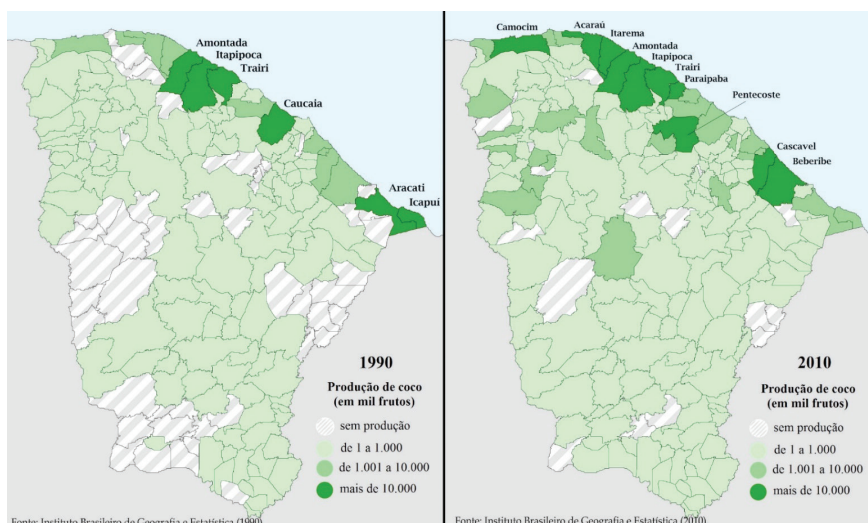 Amontada
Itapipoca
Trairi
Caucaia
Aracati
Icapuí
1990
Produção de coco
(em mil frutos)
sem produção
de 1 a 1.000
de 1.001 a 10.000
mais de 10.000
Fonte: Instituto Brasileiro de Geografia e Estatística (1990)
Camocim
Acaraú
Itarema
Amontada
Itapipoca
Trairi
Paraipaba
Pentecoste
Cascavel
Beberibe
2010
Produção de coco
(em mil frutos)
sem produção
de 1 a 1.000
de 1.001 a 10.000
mais de 10.000
Fonte: Instituto Brasileiro de Geografia e Estatística (2010)